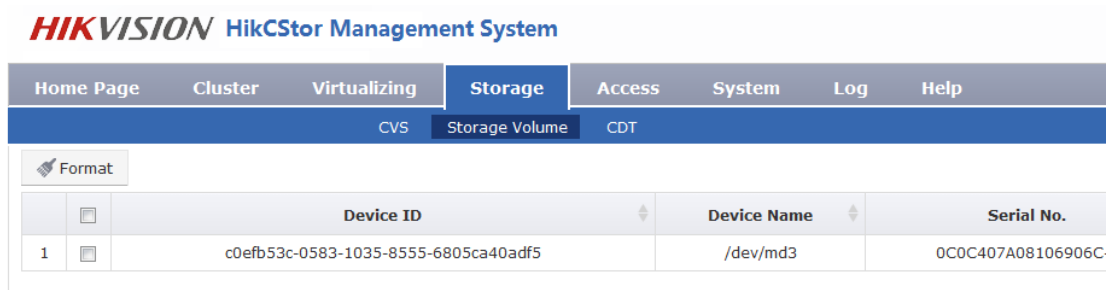 HIKVISION HikCStor Management System
Home Page Cluster Virtualizing Storage Access System Log Help
CVS Storage Volume CDT
Format
Device ID Device Name Serial No.
1 c0efb53c-0583-1035-8555-6805ca40adf5 /dev/md3 0C0C407A08106906C